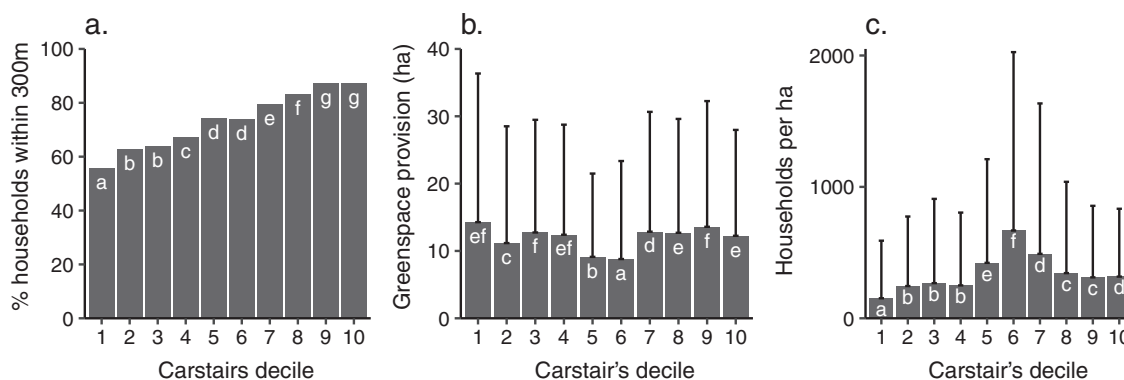 a.
% households within 300m
100
80
60
40
20
0
a
b
b
c
d
d
e
f
g
g
1 2 3 4 5 6 7 8 9 10
Carstairs decile
b.
Greenspace provision (ha)
40
30
20
10
0
ef
c
f
ef
b
a
d
e
f
e
1 2 3 4 5 6 7 8 9 10
Carstair's decile
c.
Households per ha
2000
1000
0
a
b
b
b
e
f
d
c
c
d
1 2 3 4 5 6 7 8 9 10
Carstair's decile